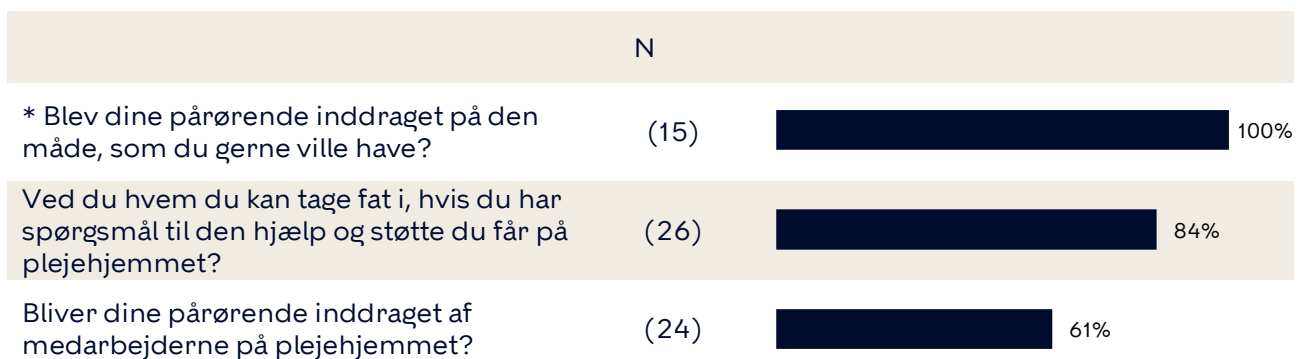 N
* Blev dine pårørende inddraget på den
måde, som du gerne ville have?
(15)
100%
Ved du hvem du kan tage fat i, hvis du har
spørgsmål til den hjælp og støtte du får på
plejehjemmet?
(26)
84%
Bliver dine pårørende inddraget af
medarbejderne på plejehjemmet?
(24)
61%